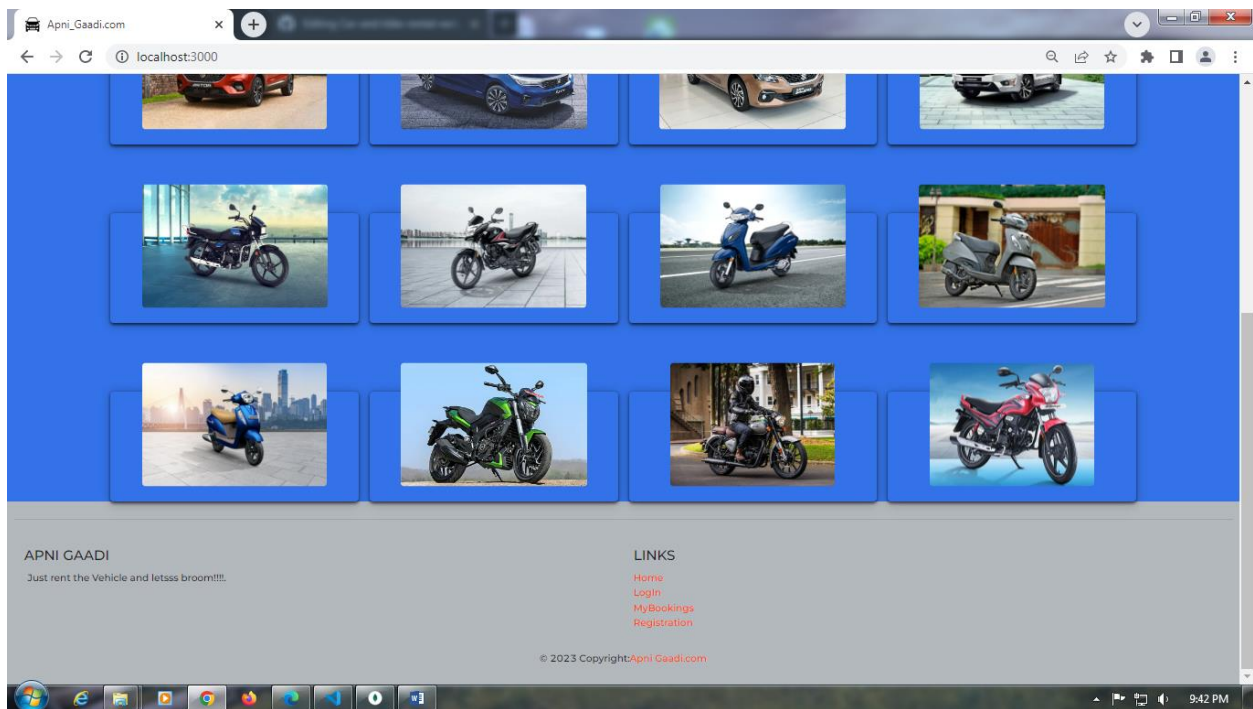 Apni_Gaadi.com
localhost:3000
APNI GAADI
LINKS
Just rent the Vehicle and letsss broom!!!!.
Home
LogIn
MyBookings
Registration
© 2023 Copyright:Apni Gaadi.com
9:42 PM